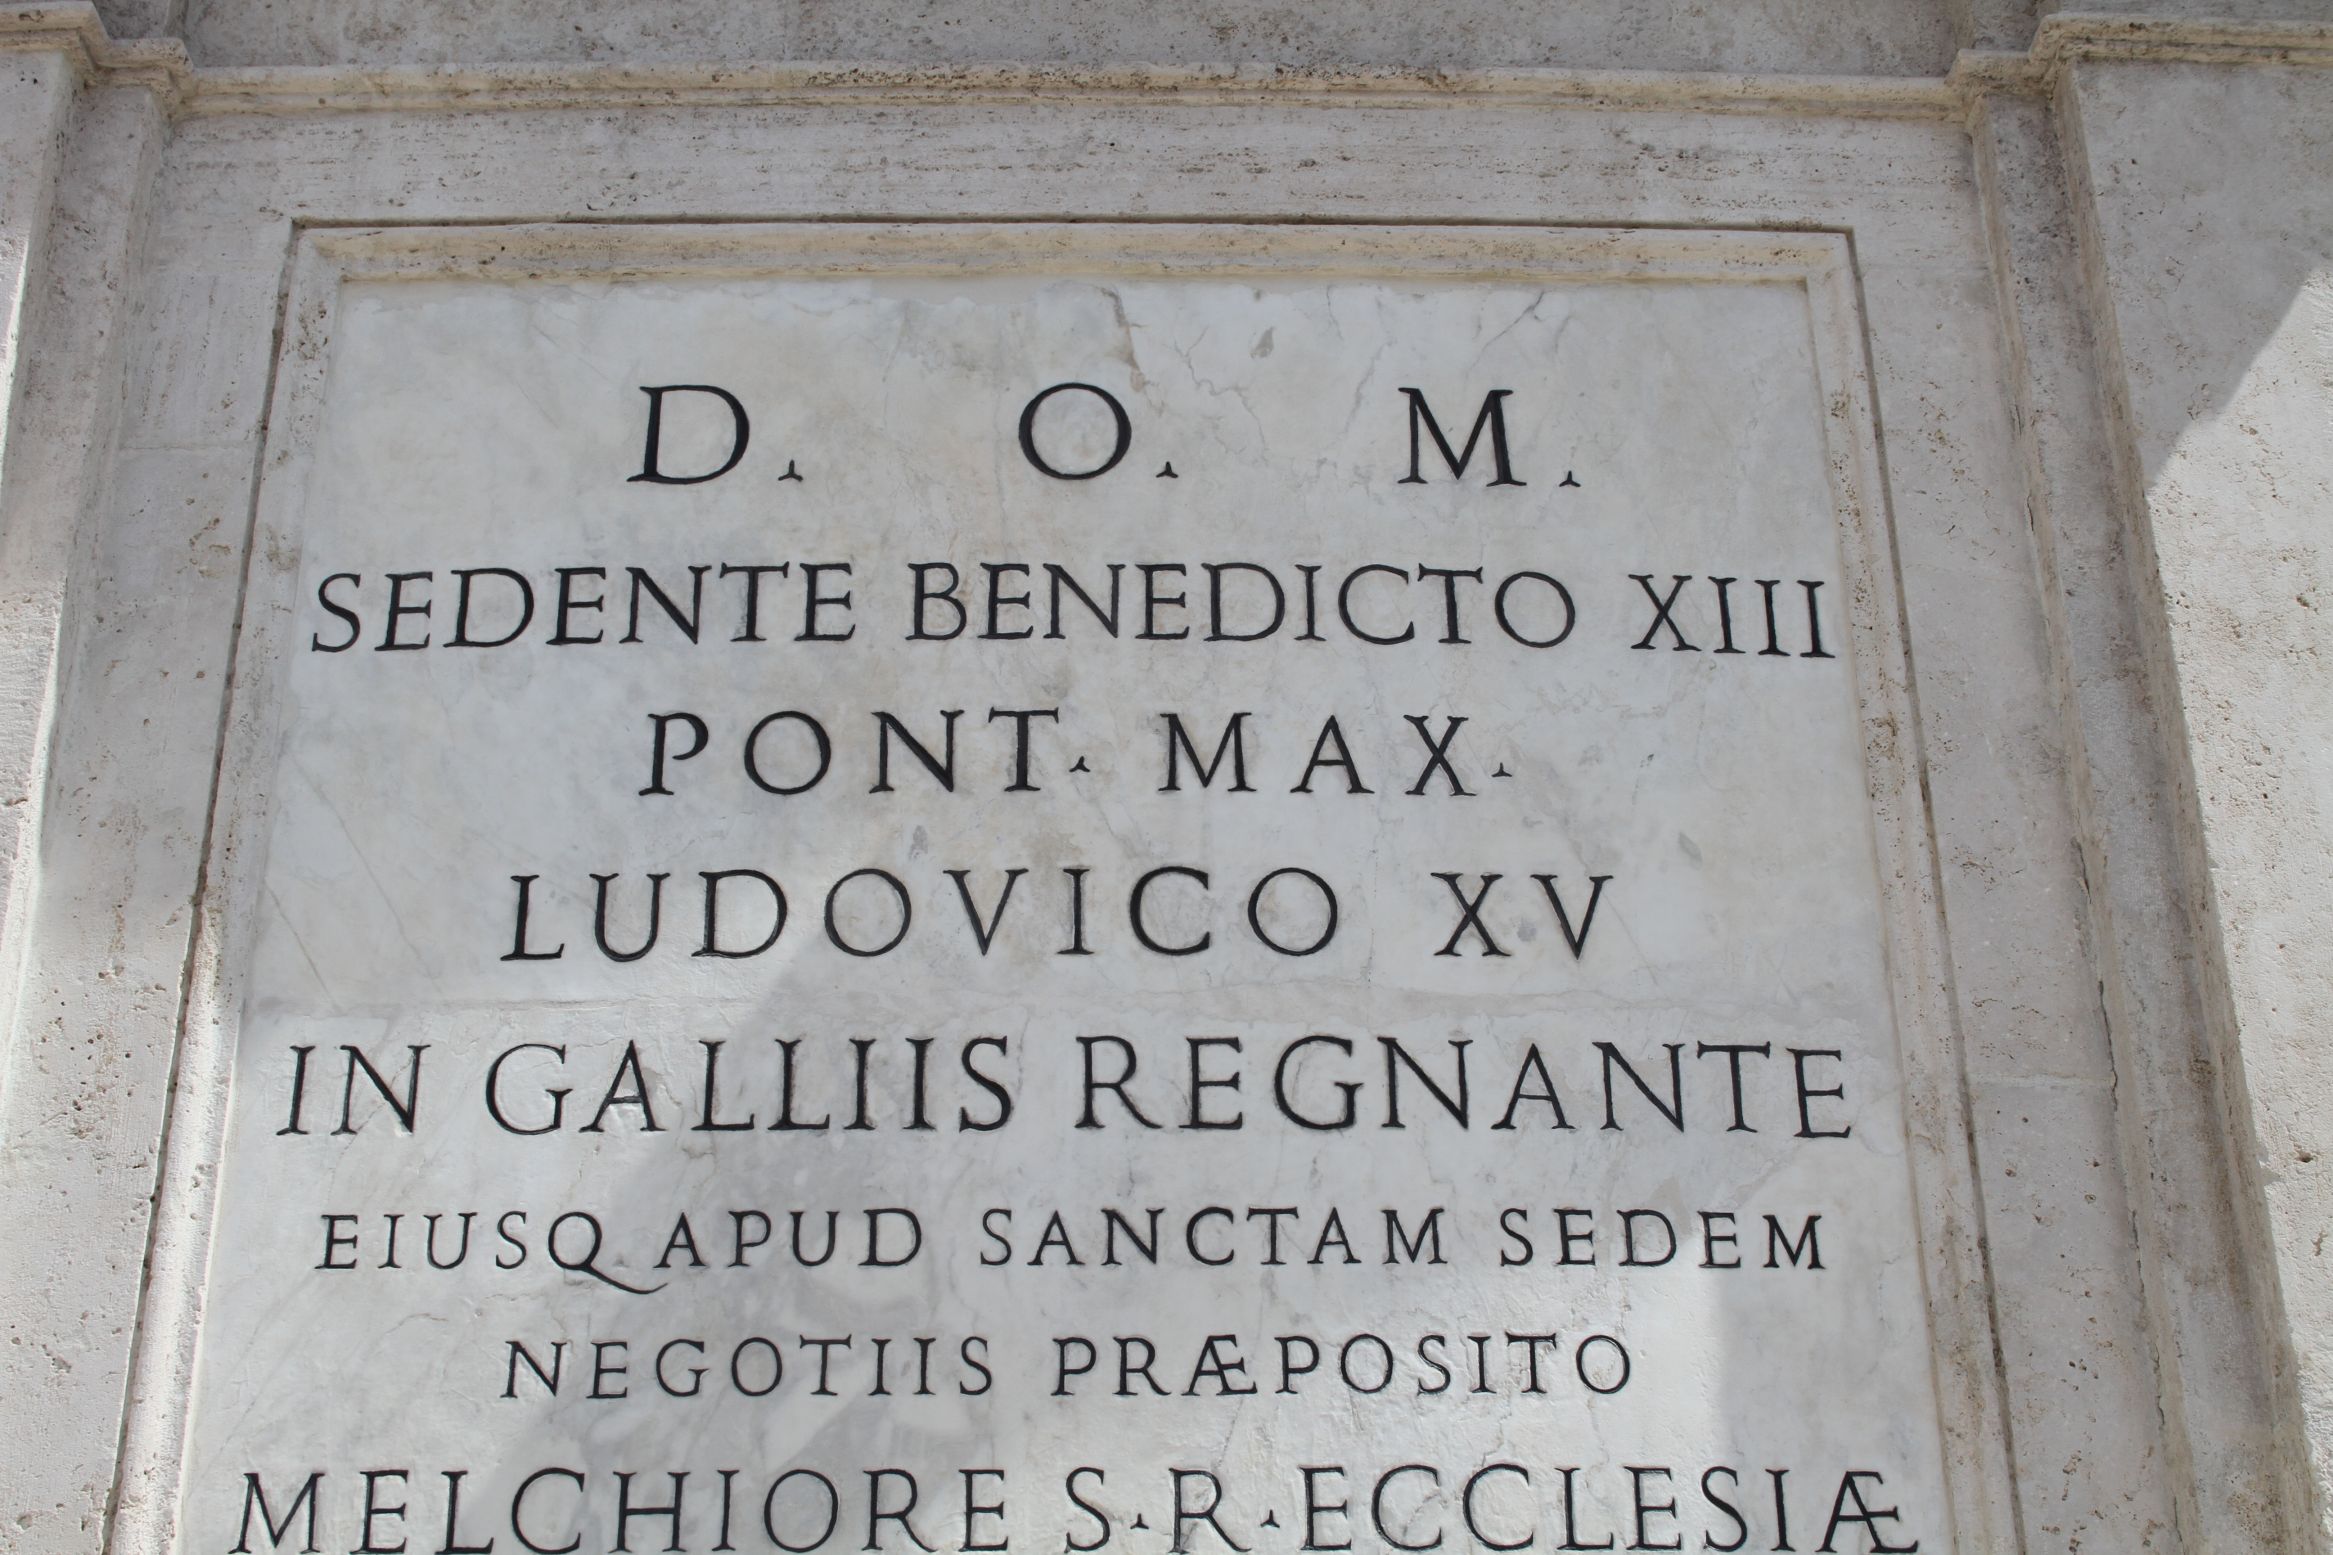 D. O. M.
SEDENTE BENEDICTO XIII
PONT· MAX·
LUDOVICO XV
IN GALLIIS REGNANTE
EIUSQ APUD SANCTAM SEDEM
NEGOTIIS PRÆPOSITO
MELCHIORE S·R·ECCLESIÆ